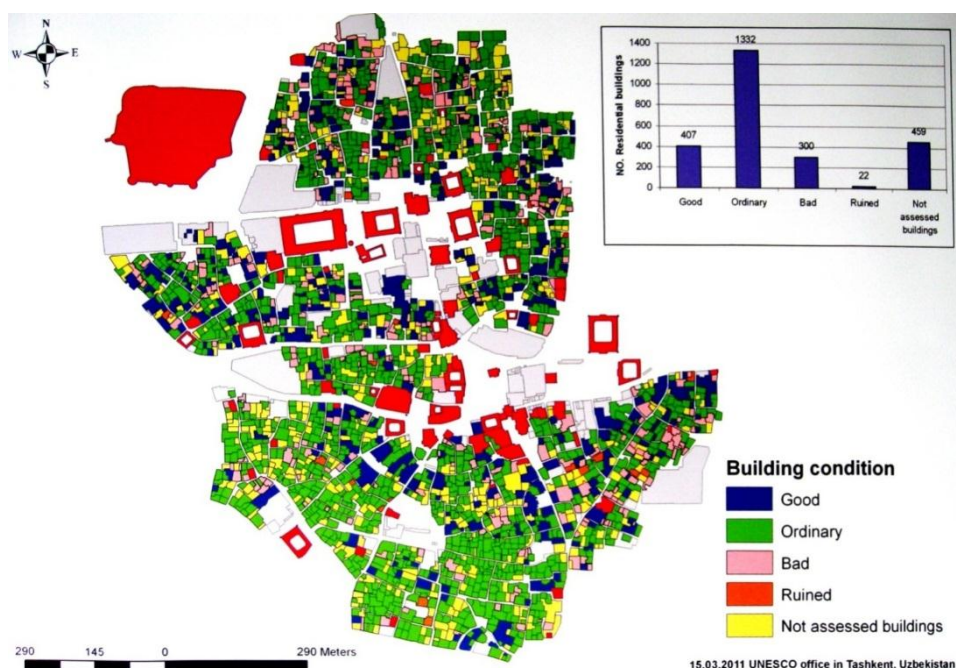 N
W E
S
NO. Residential buildings
1400
1200
1000
800
600
400
200
0
407
1332
300
22
459
Good
Ordinary
Bad
Ruined
Not
assessed
buildings
Building condition
Good
Ordinary
Bad
Ruined
Not assessed buildings
290 145 0 290 Meters
15.03.2011 UNESCO office in Tashkent, Uzbekistan